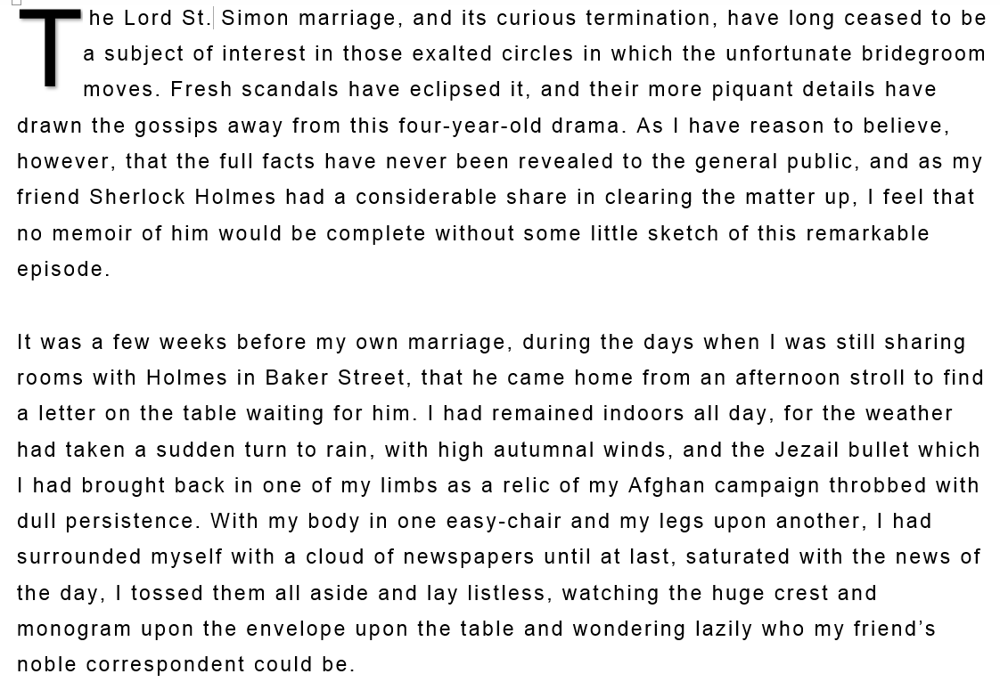 The Lord St. Simon marriage, and its curious termination, have long ceased to be
a subject of interest in those exalted circles in which the unfortunate bridegroom
moves. Fresh scandals have eclipsed it, and their more piquant details have
drawn the gossips away from this four-year-old drama. As I have reason to believe,
however, that the full facts have never been revealed to the general public, and as my
friend Sherlock Holmes had a considerable share in clearing the matter up, I feel that
no memoir of him would be complete without some little sketch of this remarkable
episode.
It was a few weeks before my own marriage, during the days when I was still sharing
rooms with Holmes in Baker Street, that he came home from an afternoon stroll to find
a letter on the table waiting for him. I had remained indoors all day, for the weather
had taken a sudden turn to rain, with high autumnal winds, and the Jezail bullet which
I had brought back in one of my limbs as a relic of my Afghan campaign throbbed with
dull persistence. With my body in one easy-chair and my legs upon another, I had
surrounded myself with a cloud of newspapers until at last, saturated with the news of
the day, I tossed them all aside and lay listless, watching the huge crest and
monogram upon the envelope upon the table and wondering lazily who my friend’s
noble correspondent could be.